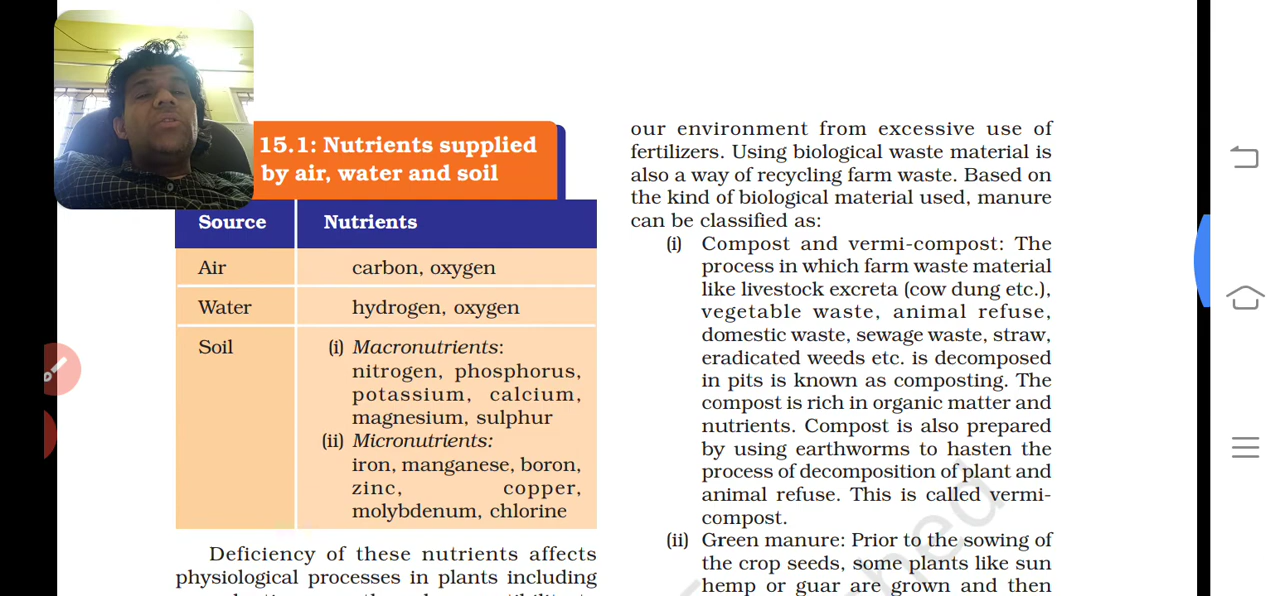 15.1: Nutrients supplied
by air, water and soil
Source Nutrients
Air carbon, oxygen
Water hydrogen, oxygen
Soil (i) Macronutrients:
nitrogen, phosphorus,
potassium, calcium,
magnesium, sulphur
(ii) Micronutrients:
iron, manganese, boron,
zinc, copper,
molybdenum, chlorine
Deficiency of these nutrients affects
physiological processes in plants including
our environment from excessive use of
fertilizers. Using biological waste material is
also a way of recycling farm waste. Based on
the kind of biological material used, manure
can be classified as:
(i) Compost and vermi-compost: The
process in which farm waste material
like livestock excreta (cow dung etc.),
vegetable waste, animal refuse,
domestic waste, sewage waste, straw,
eradicated weeds etc. is decomposed
in pits is known as composting. The
compost is rich in organic matter and
nutrients. Compost is also prepared
by using earthworms to hasten the
process of decomposition of plant and
animal refuse. This is called vermi-
compost.
(ii) Green manure: Prior to the sowing of
the crop seeds, some plants like sun
hemp or guar are grown and then